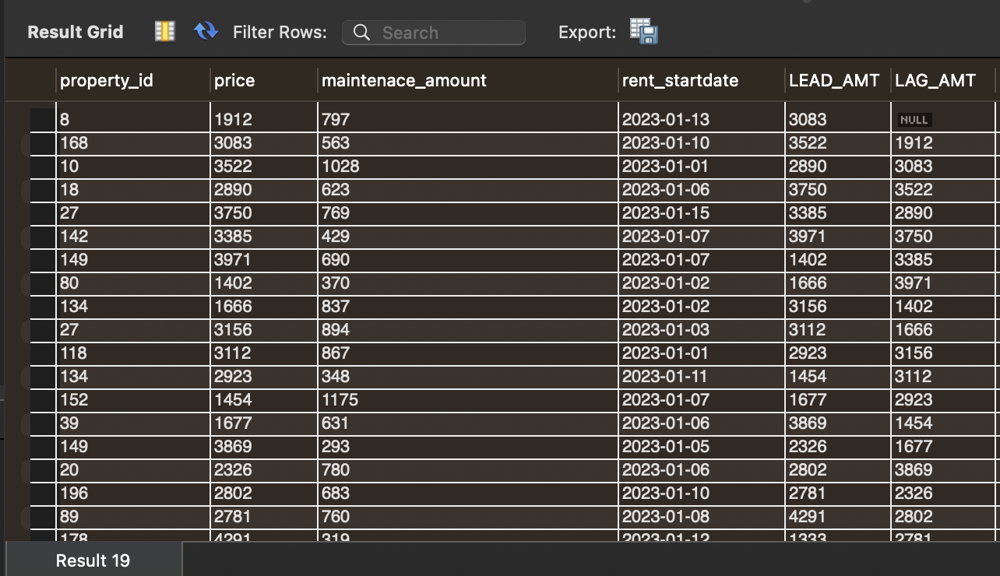 Result Grid Filter Rows: Search Export:
property_id price maintenace_amount rent_startdate LEAD_AMT LAG_AMT
8 1912 797 2023-01-13 3083 NULL
168 3083 563 2023-01-10 3522 1912
10 3522 1028 2023-01-01 2890 3083
18 2890 623 2023-01-06 3750 3522
27 3750 769 2023-01-15 3385 2890
142 3385 429 2023-01-07 3971 3750
149 3971 690 2023-01-07 1402 3385
80 1402 370 2023-01-02 1666 3971
134 1666 837 2023-01-02 3156 1402
27 3156 894 2023-01-03 3112 1666
118 3112 867 2023-01-01 2923 3156
134 2923 348 2023-01-11 1454 3112
152 1454 1175 2023-01-07 1677 2923
39 1677 631 2023-01-06 3869 1454
149 3869 293 2023-01-05 2326 1677
20 2326 780 2023-01-06 2802 3869
196 2802 683 2023-01-10 2781 2326
89 2781 760 2023-01-08 4291 2802
178 4291 319 2023-01-12 1333 2781
Result 19